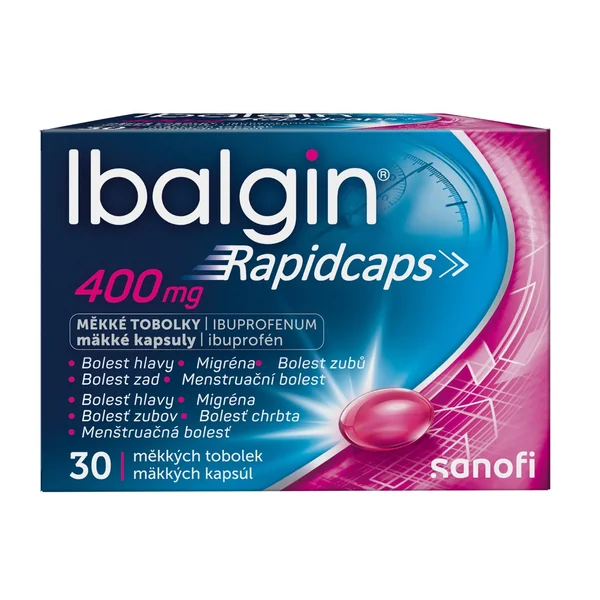 Ibalgin®
Rapidcaps
400 mg
MĚKKÉ TOBOLKY | IBUPROFENUM
mäkké kapsuly | ibuprofén
• Bolest hlavy • Migréna • Bolest zubů
• Bolest zad • Menstruační bolest
• Bolesť hlavy • Migréna
• Bolesť zubov • Bolesť chrbta
• Menštruačná bolesť
30 měkkých tobolek
mäkkých kapsúl
sanofi